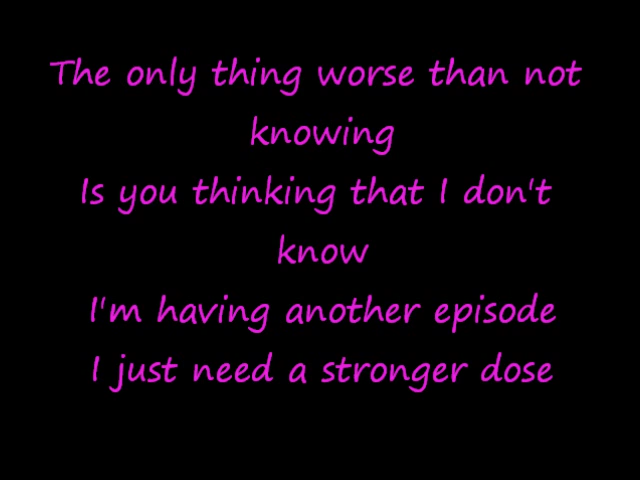 The only thing worse than not
knowing
Is you thinking that I don't
know
I'm having another episode
I just need a stronger dose